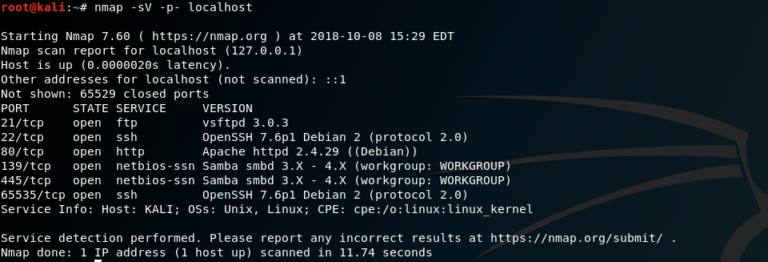 root@kali:~# nmap -sV -p- localhost
Starting Nmap 7.60 ( https://nmap.org ) at 2018-10-08 15:29 EDT
Nmap scan report for localhost (127.0.0.1)
Host is up (0.0000020s latency).
Other addresses for localhost (not scanned): ::1
Not shown: 65529 closed ports
PORT      STATE SERVICE     VERSION
21/tcp    open  ftp         vsftpd 3.0.3
22/tcp    open  ssh         OpenSSH 7.6p1 Debian 2 (protocol 2.0)
80/tcp    open  http        Apache httpd 2.4.29 ((Debian))
139/tcp   open  netbios-ssn Samba smbd 3.X - 4.X (workgroup: WORKGROUP)
445/tcp   open  netbios-ssn Samba smbd 3.X - 4.X (workgroup: WORKGROUP)
65535/tcp open  ssh         OpenSSH 7.6p1 Debian 2 (protocol 2.0)
Service Info: Host: KALI; OSs: Unix, Linux; CPE: cpe:/o:linux:linux_kernel
Service detection performed. Please report any incorrect results at https://nmap.org/submit/ .
Nmap done: 1 IP address (1 host up) scanned in 11.74 seconds